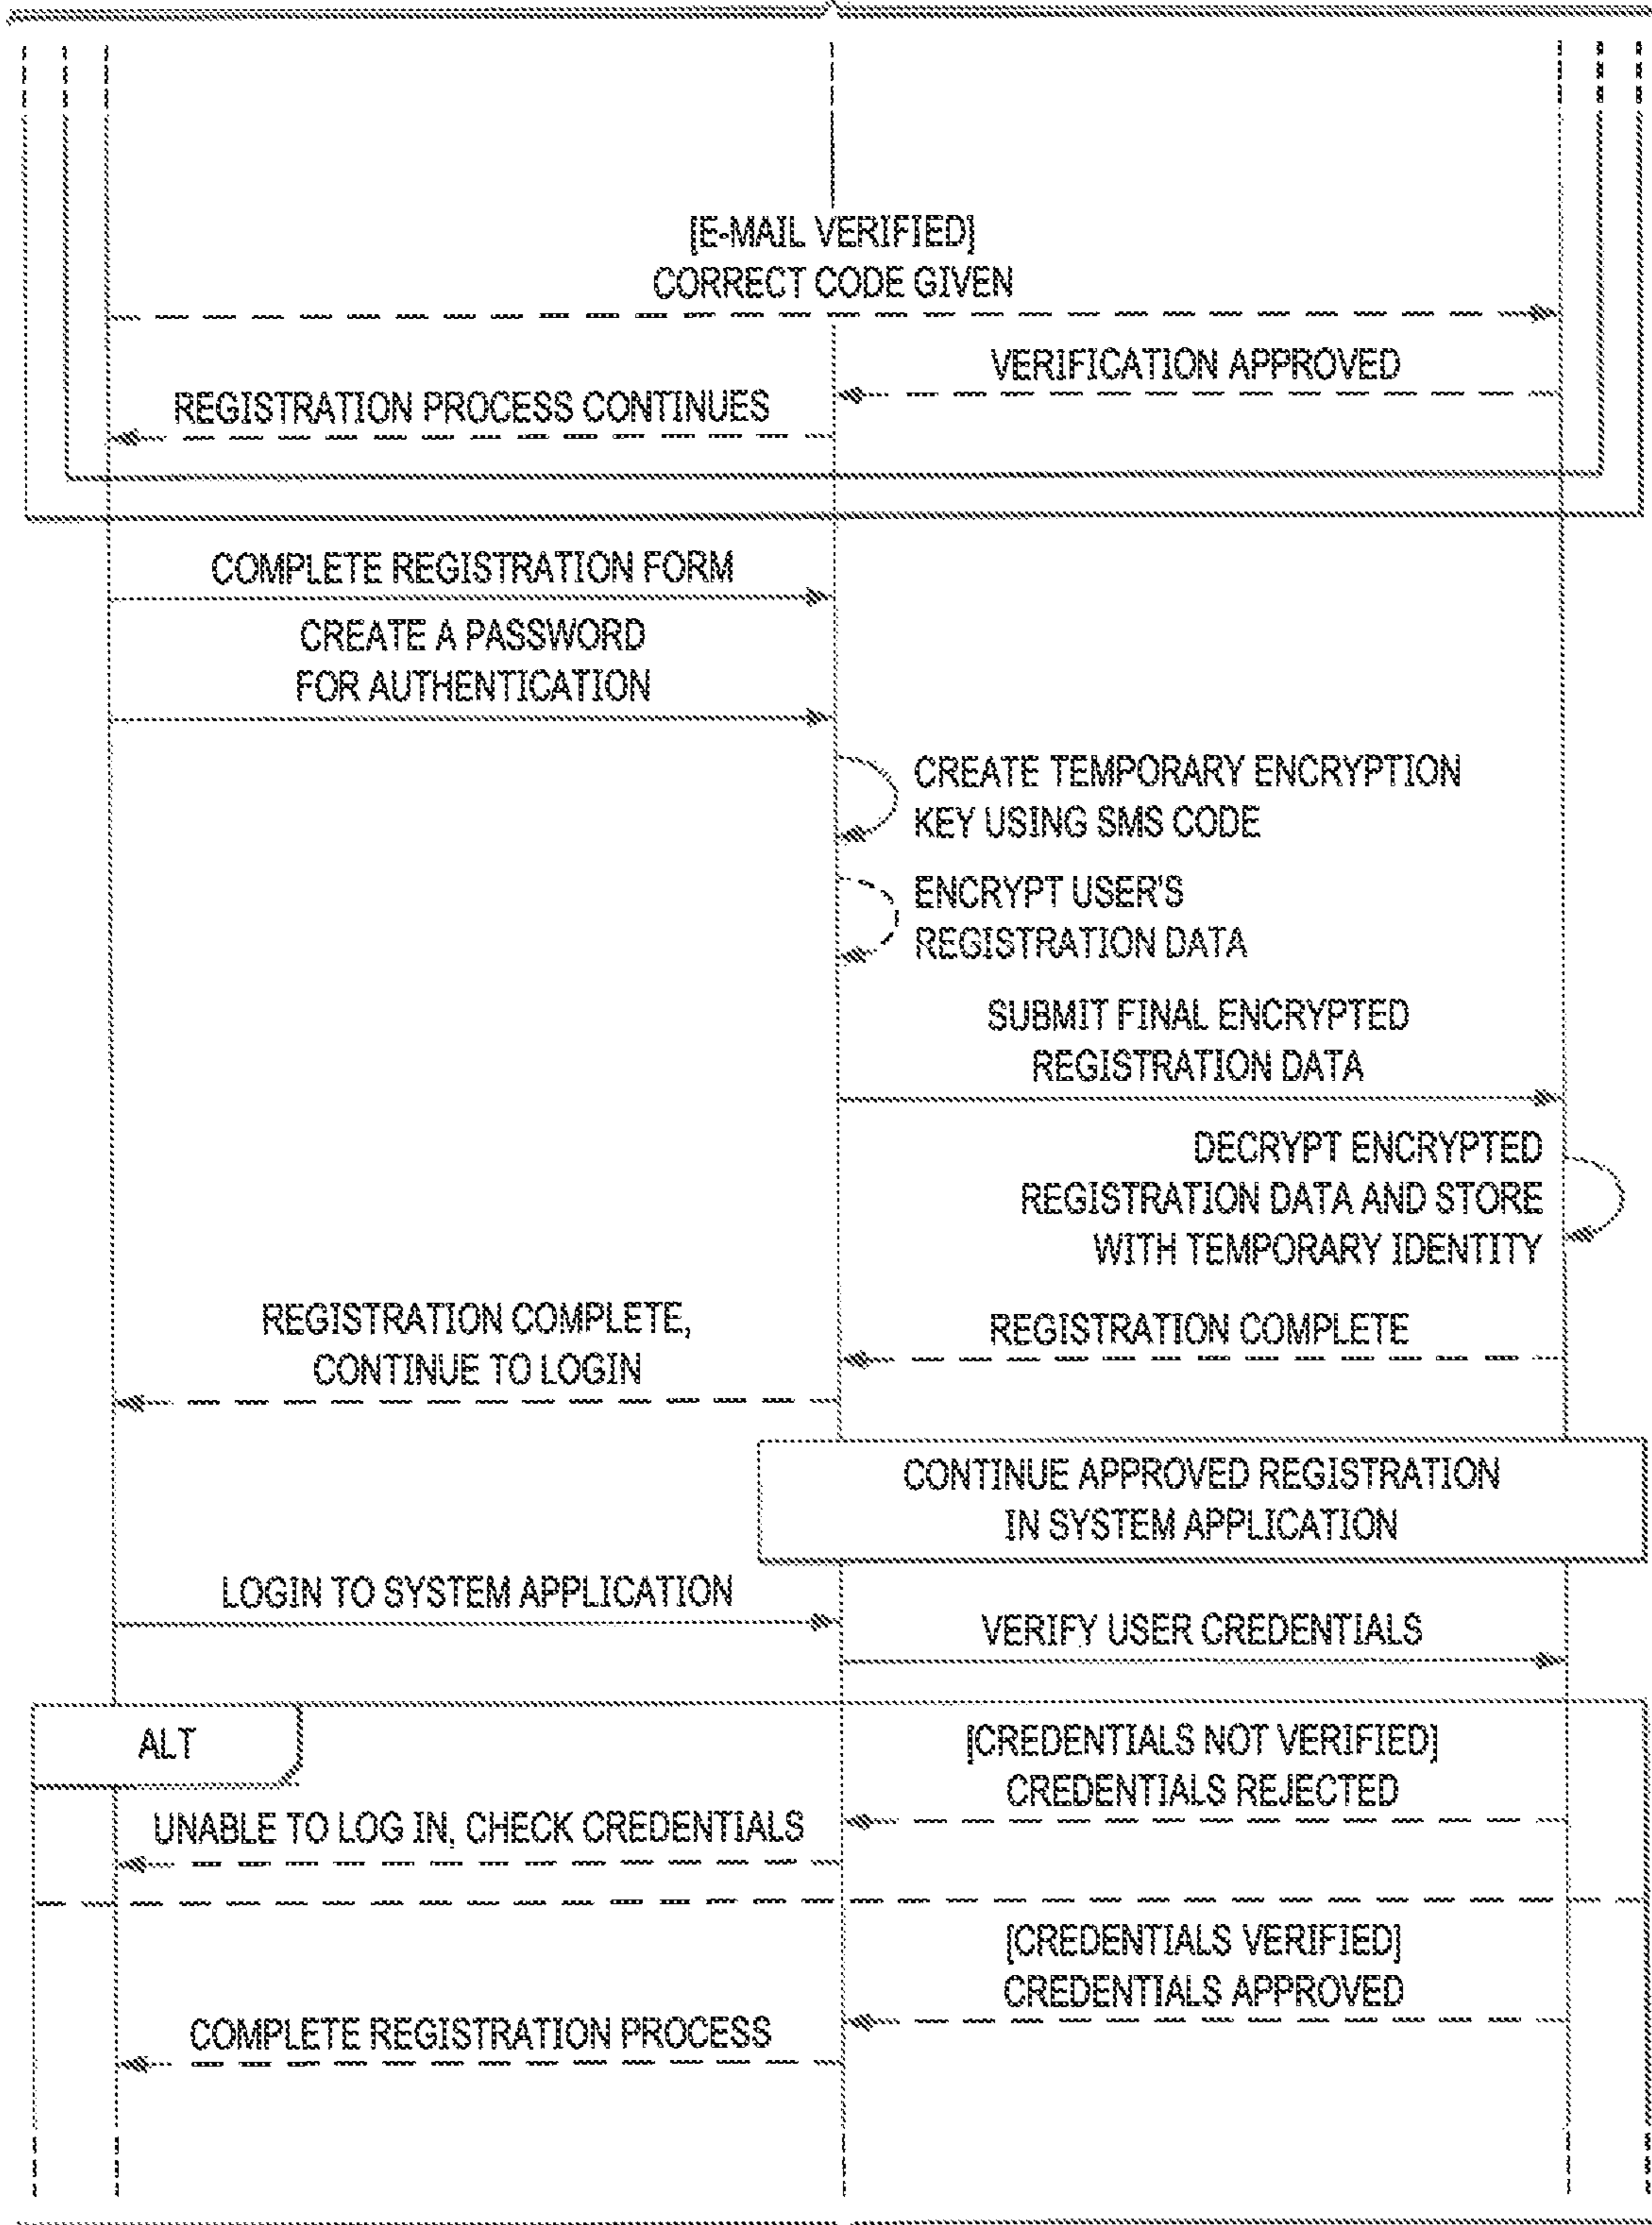 [E-MAIL VERIFIED]
CORRECT CODE GIVEN
VERIFICATION APPROVED
REGISTRATION PROCESS CONTINUES
COMPLETE REGISTRATION FORM
CREATE A PASSWORD
FOR AUTHENTICATION
CREATE TEMPORARY ENCRYPTION
KEY USING SMS CODE
ENCRYPT USER'S
REGISTRATION DATA
SUBMIT FINAL ENCRYPTED
REGISTRATION DATA
DECRYPT ENCRYPTED
REGISTRATION DATA AND STORE
WITH TEMPORARY IDENTITY
REGISTRATION COMPLETE
REGISTRATION COMPLETE,
CONTINUE TO LOGIN
CONTINUE APPROVED REGISTRATION
IN SYSTEM APPLICATION
LOGIN TO SYSTEM APPLICATION
VERIFY USER CREDENTIALS
ALT
[CREDENTIALS NOT VERIFIED]
CREDENTIALS REJECTED
UNABLE TO LOG IN, CHECK CREDENTIALS
[CREDENTIALS VERIFIED]
CREDENTIALS APPROVED
COMPLETE REGISTRATION PROCESS